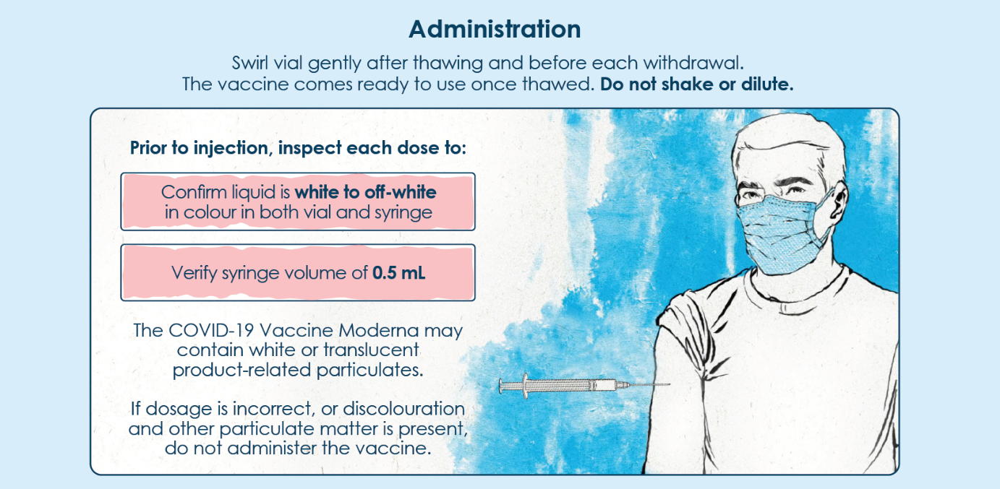 Administration
Swirl vial gently after thawing and before each withdrawal.
The vaccine comes ready to use once thawed. Do not shake or dilute.
Prior to injection, inspect each dose to:
Confirm liquid is white to off-white
in colour in both vial and syringe
Verify syringe volume of 0.5 mL
The COVID-19 Vaccine Moderna may
contain white or translucent
product-related particulates.
If dosage is incorrect, or discolouration
and other particulate matter is present,
do not administer the vaccine.